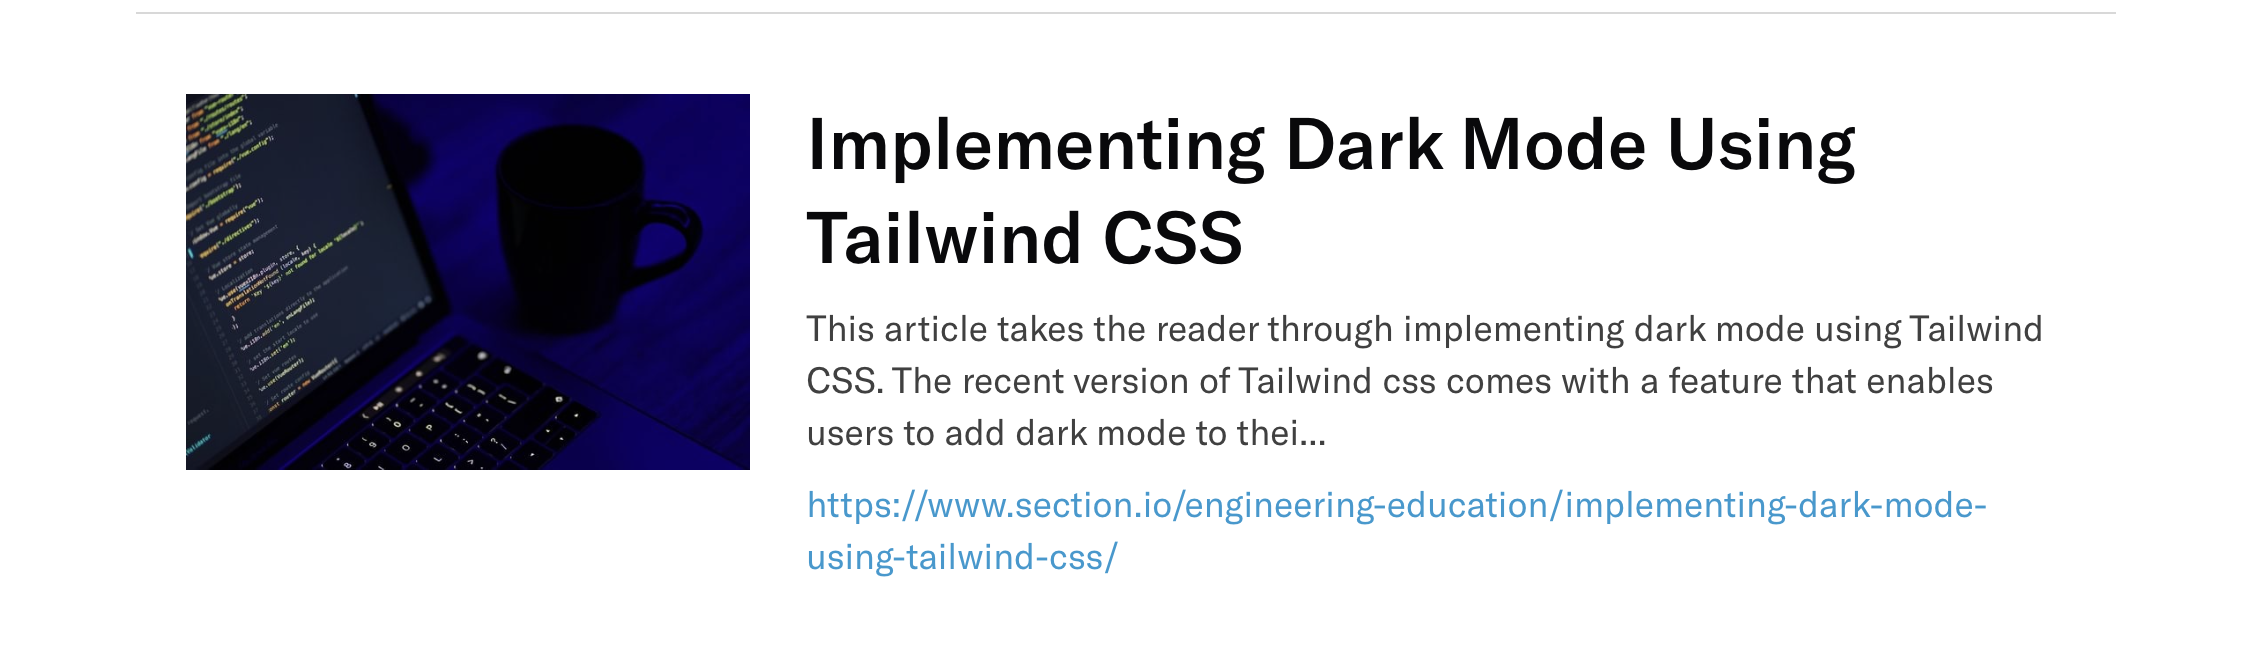 Implementing Dark Mode Using
Tailwind CSS
This article takes the reader through implementing dark mode using Tailwind
CSS. The recent version of Tailwind css comes with a feature that enables
users to add dark mode to thei...
https://www.section.io/engineering-education/implementing-dark-mode-
using-tailwind-css/